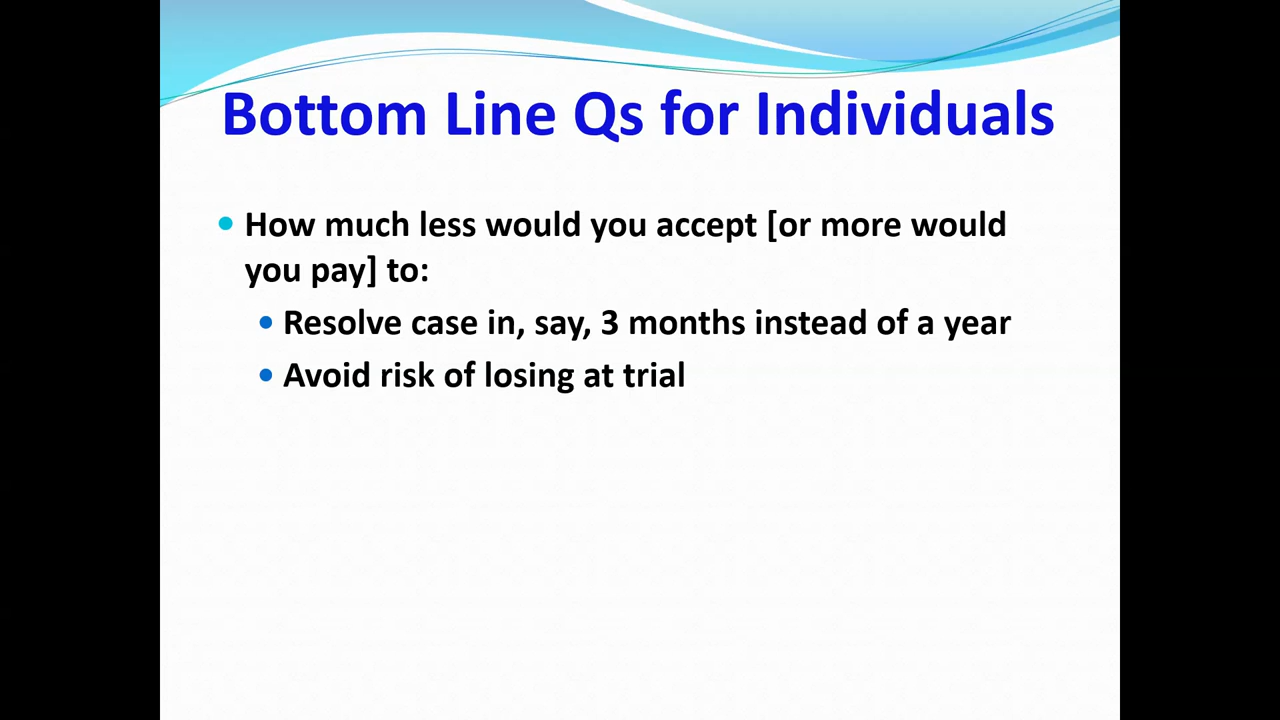 Bottom Line Qs for Individuals
• How much less would you accept [or more would
you pay] to:
• Resolve case in, say, 3 months instead of a year
• Avoid risk of losing at trial